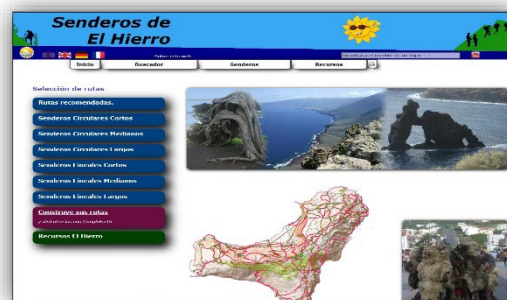 Senderos de
El Hierro
Inicio
Buscador
Senderos
Recursos
Selección de rutas
Rutas recomendadas.
Senderos Circulares Cortos
Senderos Circulares Medianos
Senderos Circulares Largos
Senderos Lineales Cortos
Senderos Lineales Medianos
Senderos Lineales Largos
Construye sus rutas
Recursos El Hierro